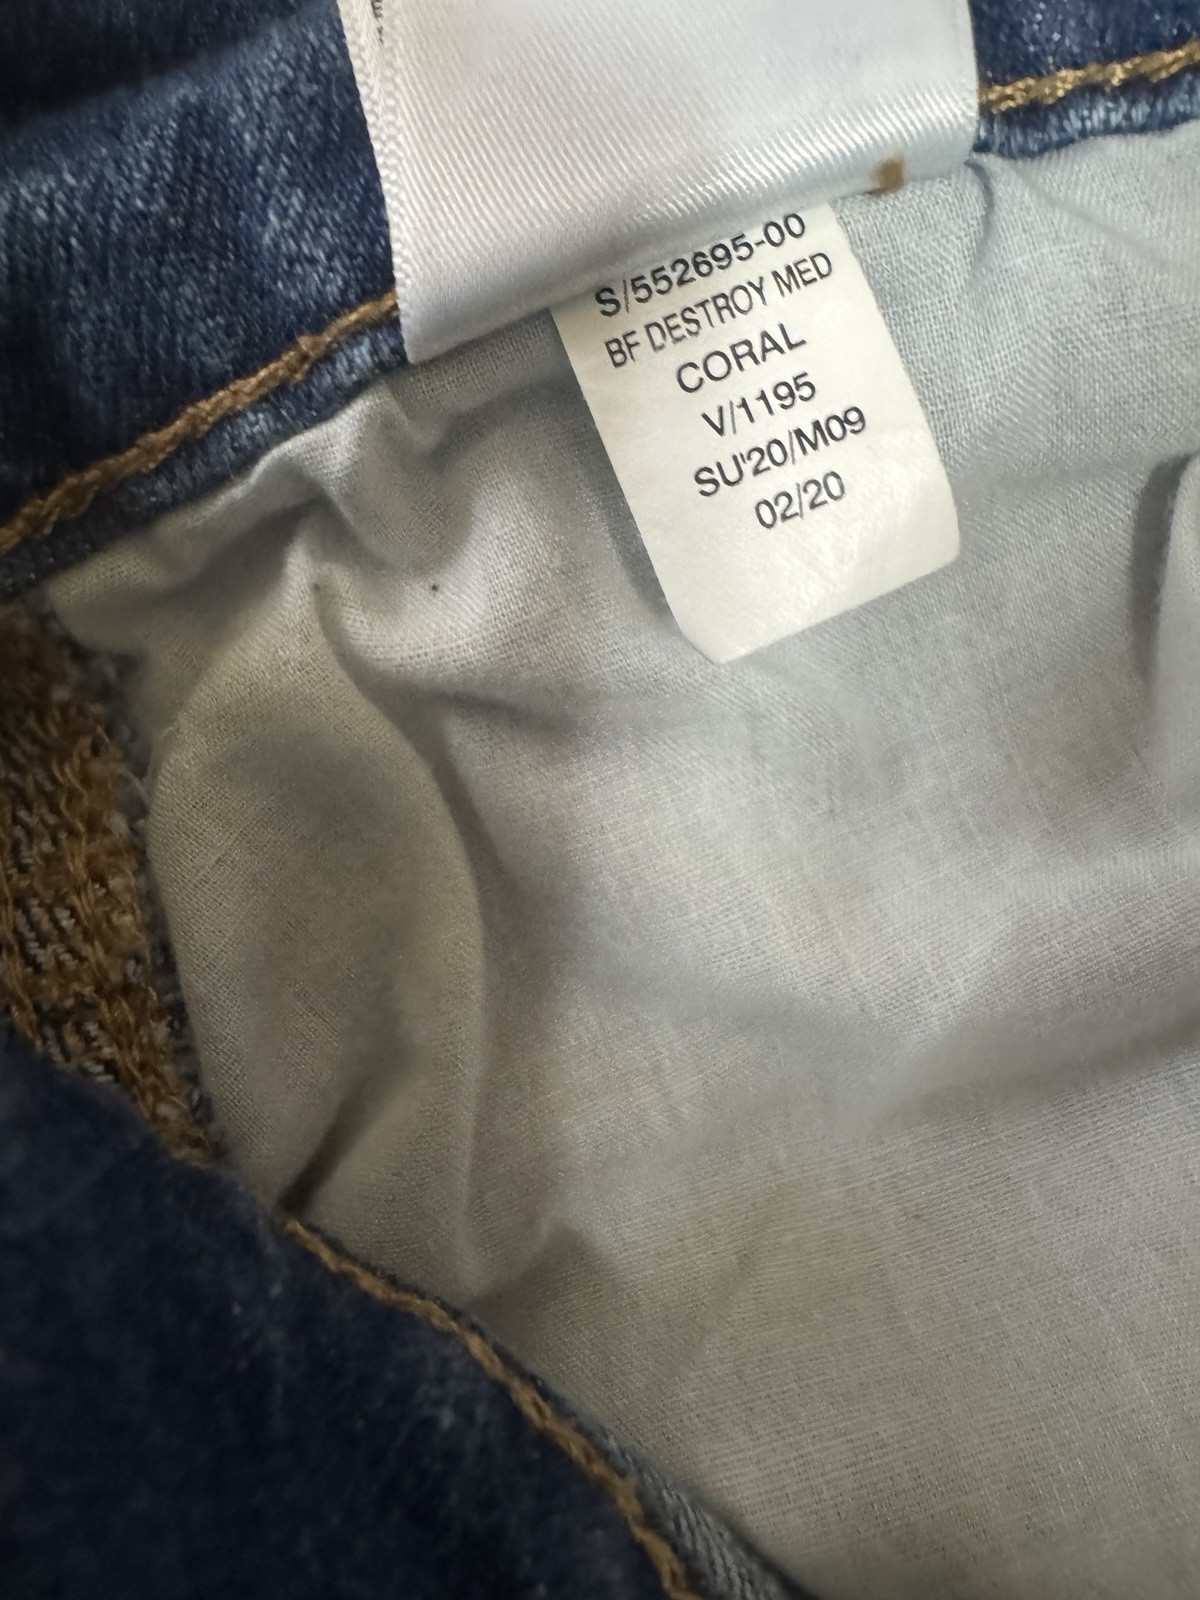 S/552695-00
BF DESTROY MED
CORAL
V/1195
SU'20/M09
02/20